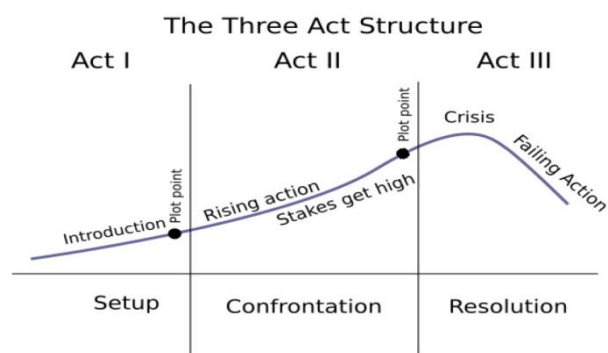 The Three Act Structure
Act I
Act II
Act III
Introduction
Plot point
Rising action
Stakes get high
Plot point
Crisis
Failing Action
Setup
Confrontation
Resolution